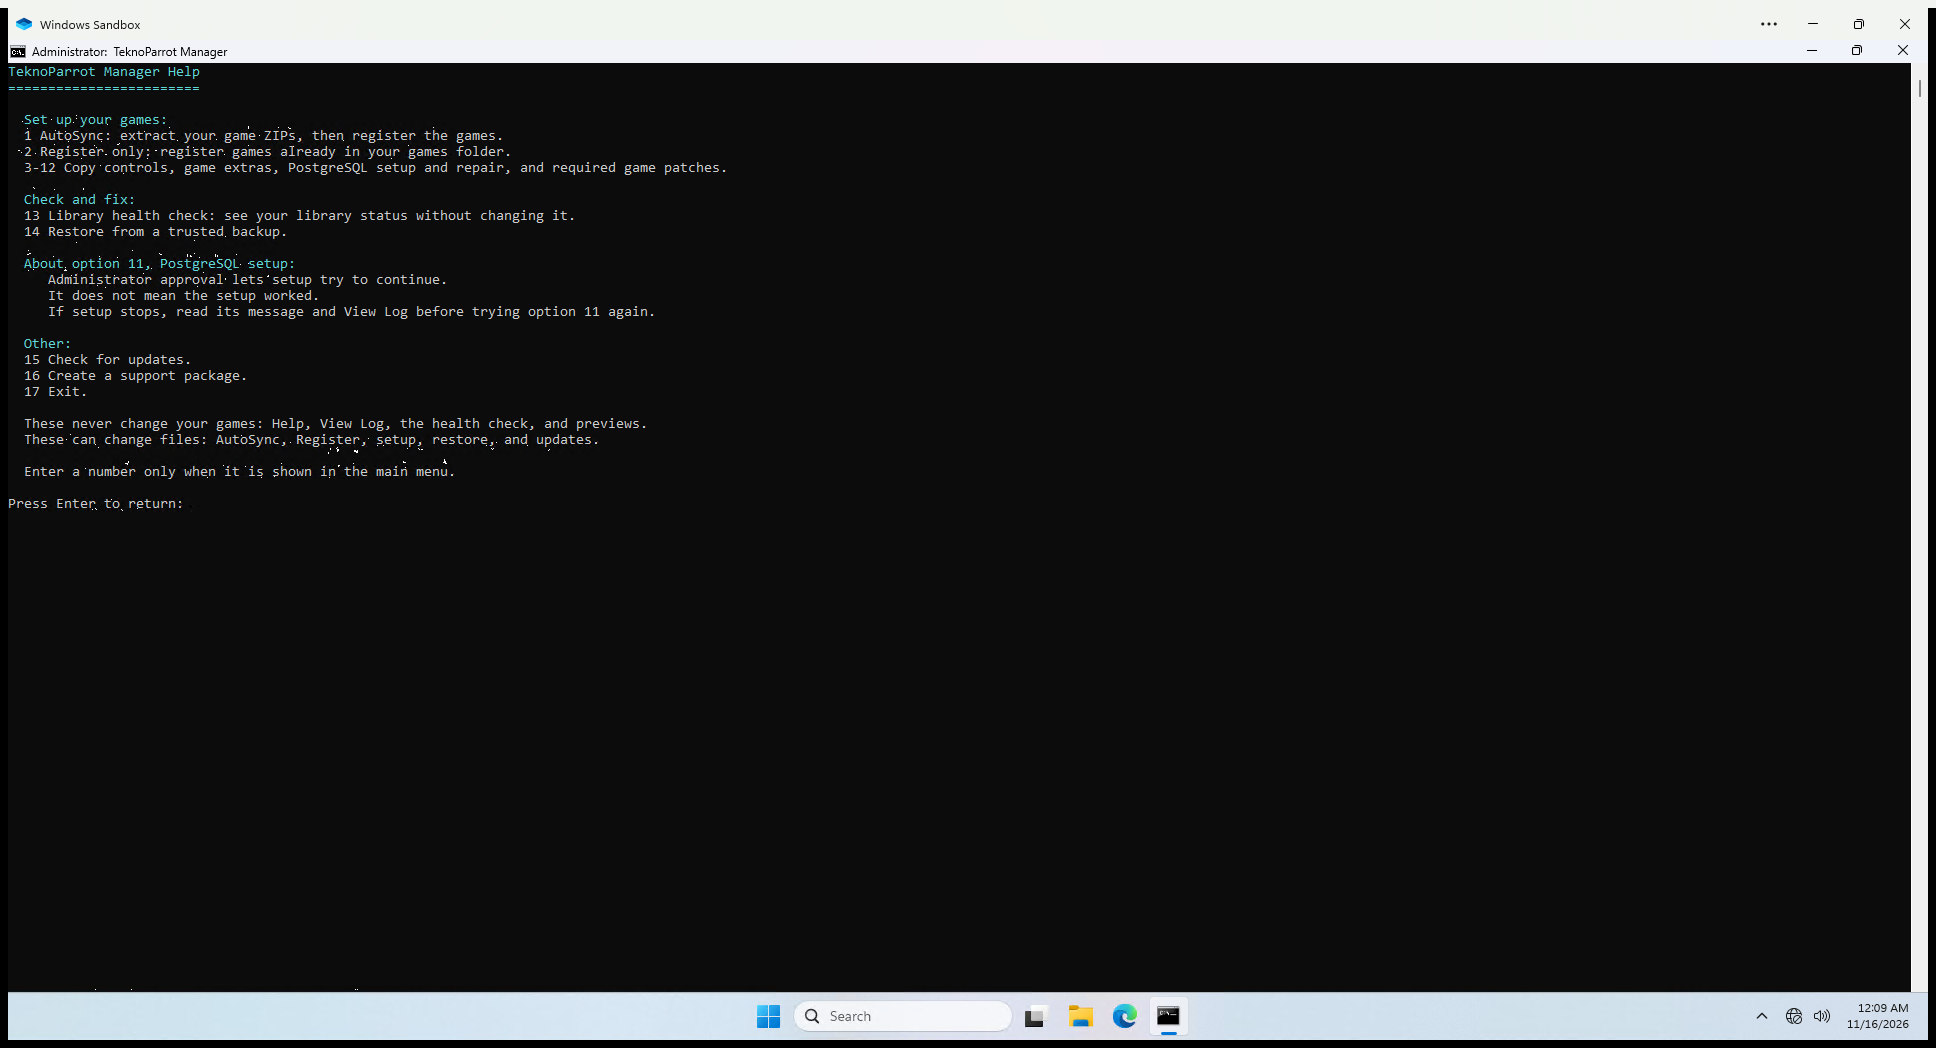 Windows Sandbox
Administrator: TeknoParrot Manager
TeknoParrot Manager Help
========================
Set up your games:
1 AutoSync: extract your game ZIPs, then register the games.
2 Register only: register games already in your games folder.
3-12 Copy controls, game extras, PostgreSQL setup and repair, and required game patches.
Check and fix:
13 Library health check: see your library status without changing it.
14 Restore from a trusted backup.
About option 11, PostgreSQL setup:
Administrator approval lets setup try to continue.
It does not mean the setup worked.
If setup stops, read its message and View Log before trying option 11 again.
Other:
15 Check for updates.
16 Create a support package.
17 Exit.
These never change your games: Help, View Log, the health check, and previews.
These can change files: AutoSync, Register, setup, restore, and updates.
Enter a number only when it is shown in the main menu.
Press Enter to return:
Search
12:09 AM
11/16/2026